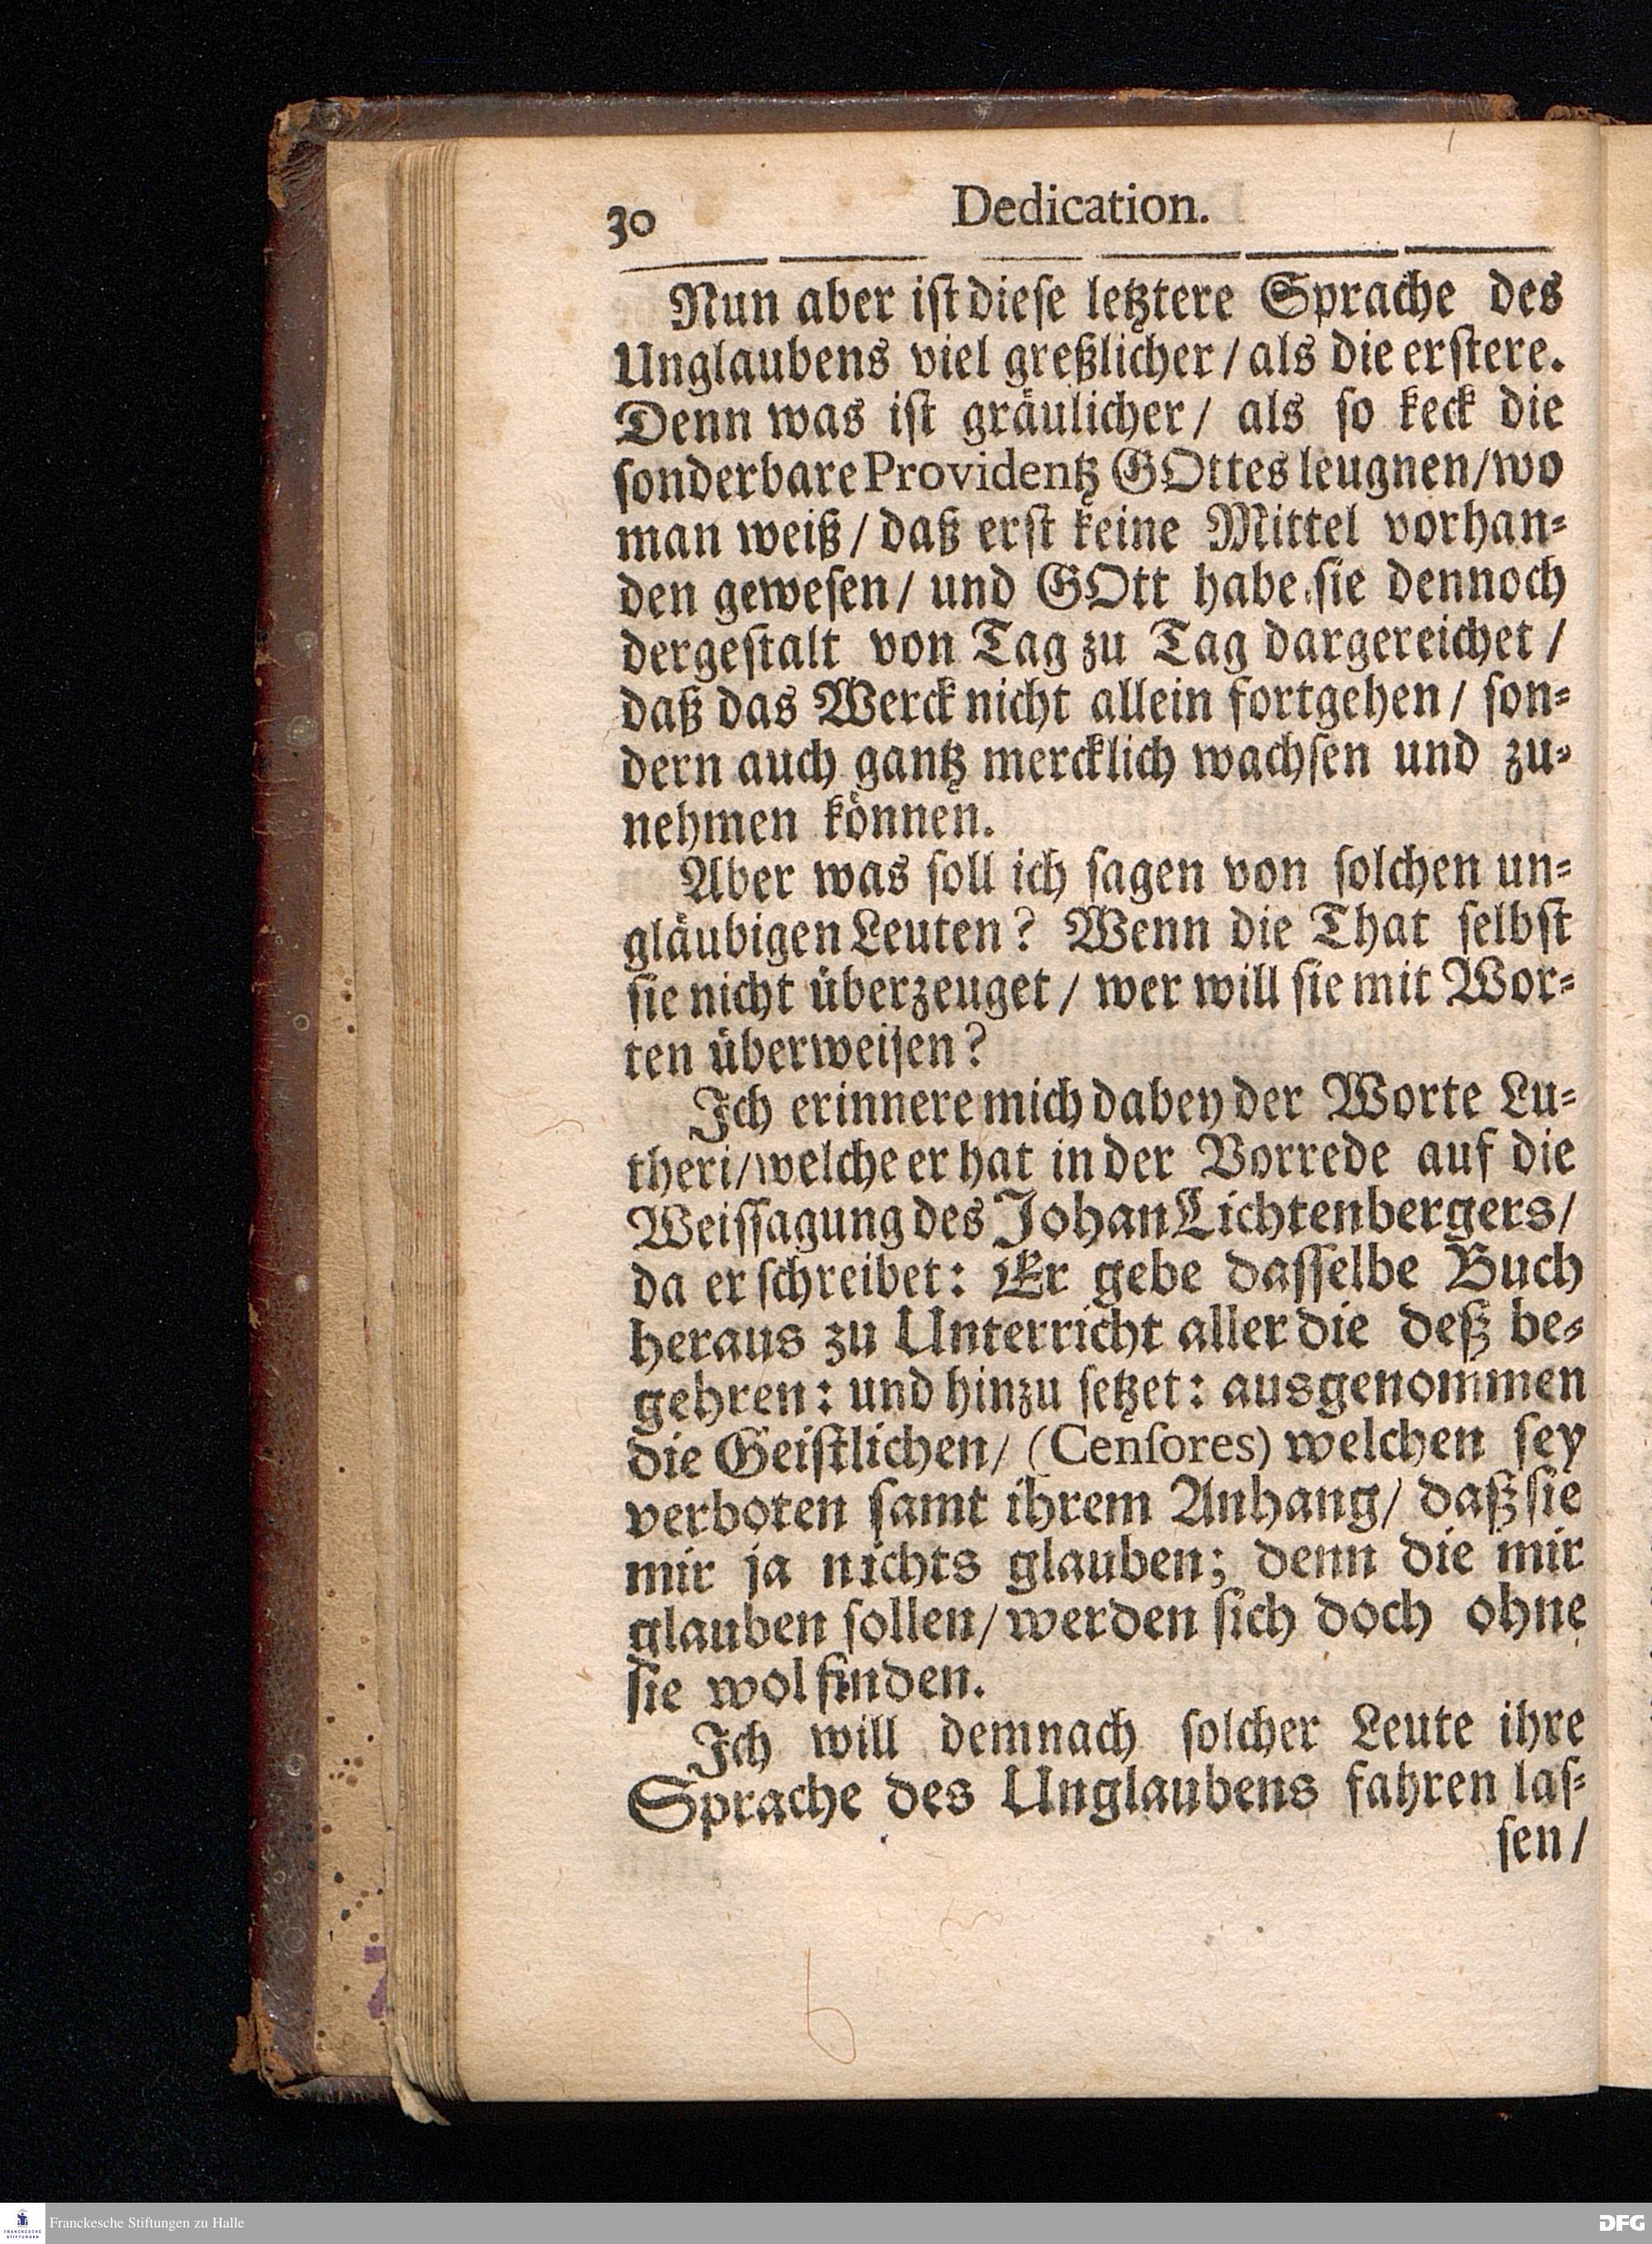 30 Dedication.
Nun aber ist diese letztere Sprache des
Unglaubens viel greßlicher / als die erstere.
Denn was ist gräulicher / als so keck die
sonderbare Providentz GOttes leugnen / wo
man weiß / daß erst keine Mittel vorhan=
den gewesen / und GOtt habe sie dennoch
dergestalt von Tag zu Tag dargereichet /
daß das Werck nicht allein fortgehen / son=
dern auch gantz mercklich wachsen und zu=
nehmen können.
Aber was soll ich sagen von solchen un=
gläubigen Leuten? Wenn die That selbst
sie nicht überzeuget / wer will sie mit Wor=
ten überweisen?
Ich erinnere mich dabey der Worte Lu=
theri / welche er hat in der Vorrede auf die
Weissagung des Johan Lichtenbergers /
da er schreibet: Er gebe dasselbe Buch
heraus zu Unterricht aller die deß be=
gehren: und hinzu setzet: ausgenommen
die Geistlichen / (Censores) welchen sey
verboten samt ihrem Anhang / daß sie
mir ja nichts glauben; denn die mir
glauben sollen / werden sich doch ohne
sie wol finden.
Ich will demnach solcher Leute ihre
Sprache des Unglaubens fahren las=
sen /
FRANCKESCHE STIFTUNGEN
Franckesche Stiftungen zu Halle
DFG